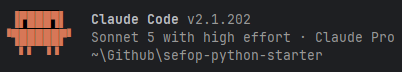 Claude Code v2.1.202
Sonnet 5 with high effort · Claude Pro
~\Github\sefop-python-starter